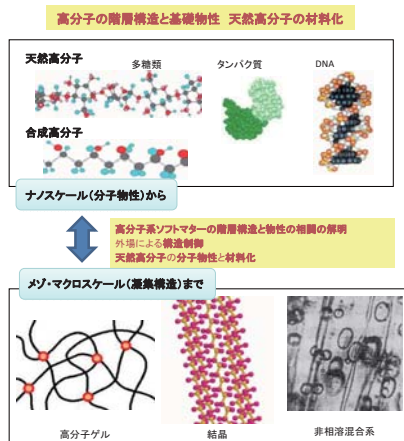 高分子の階層構造と基礎物性 天然高分子の材料化
天然高分子
多糖類
タンパク質
DNA
合成高分子
ナノスケール(分子物性)から
高分子系ソフトマターの階層構造と物性の相関の解明
外場による構造制御
天然高分子の分子物性と材料化
メゾ・マクロスケール(凝集構造)まで
高分子ゲル
結晶
非相溶混合系